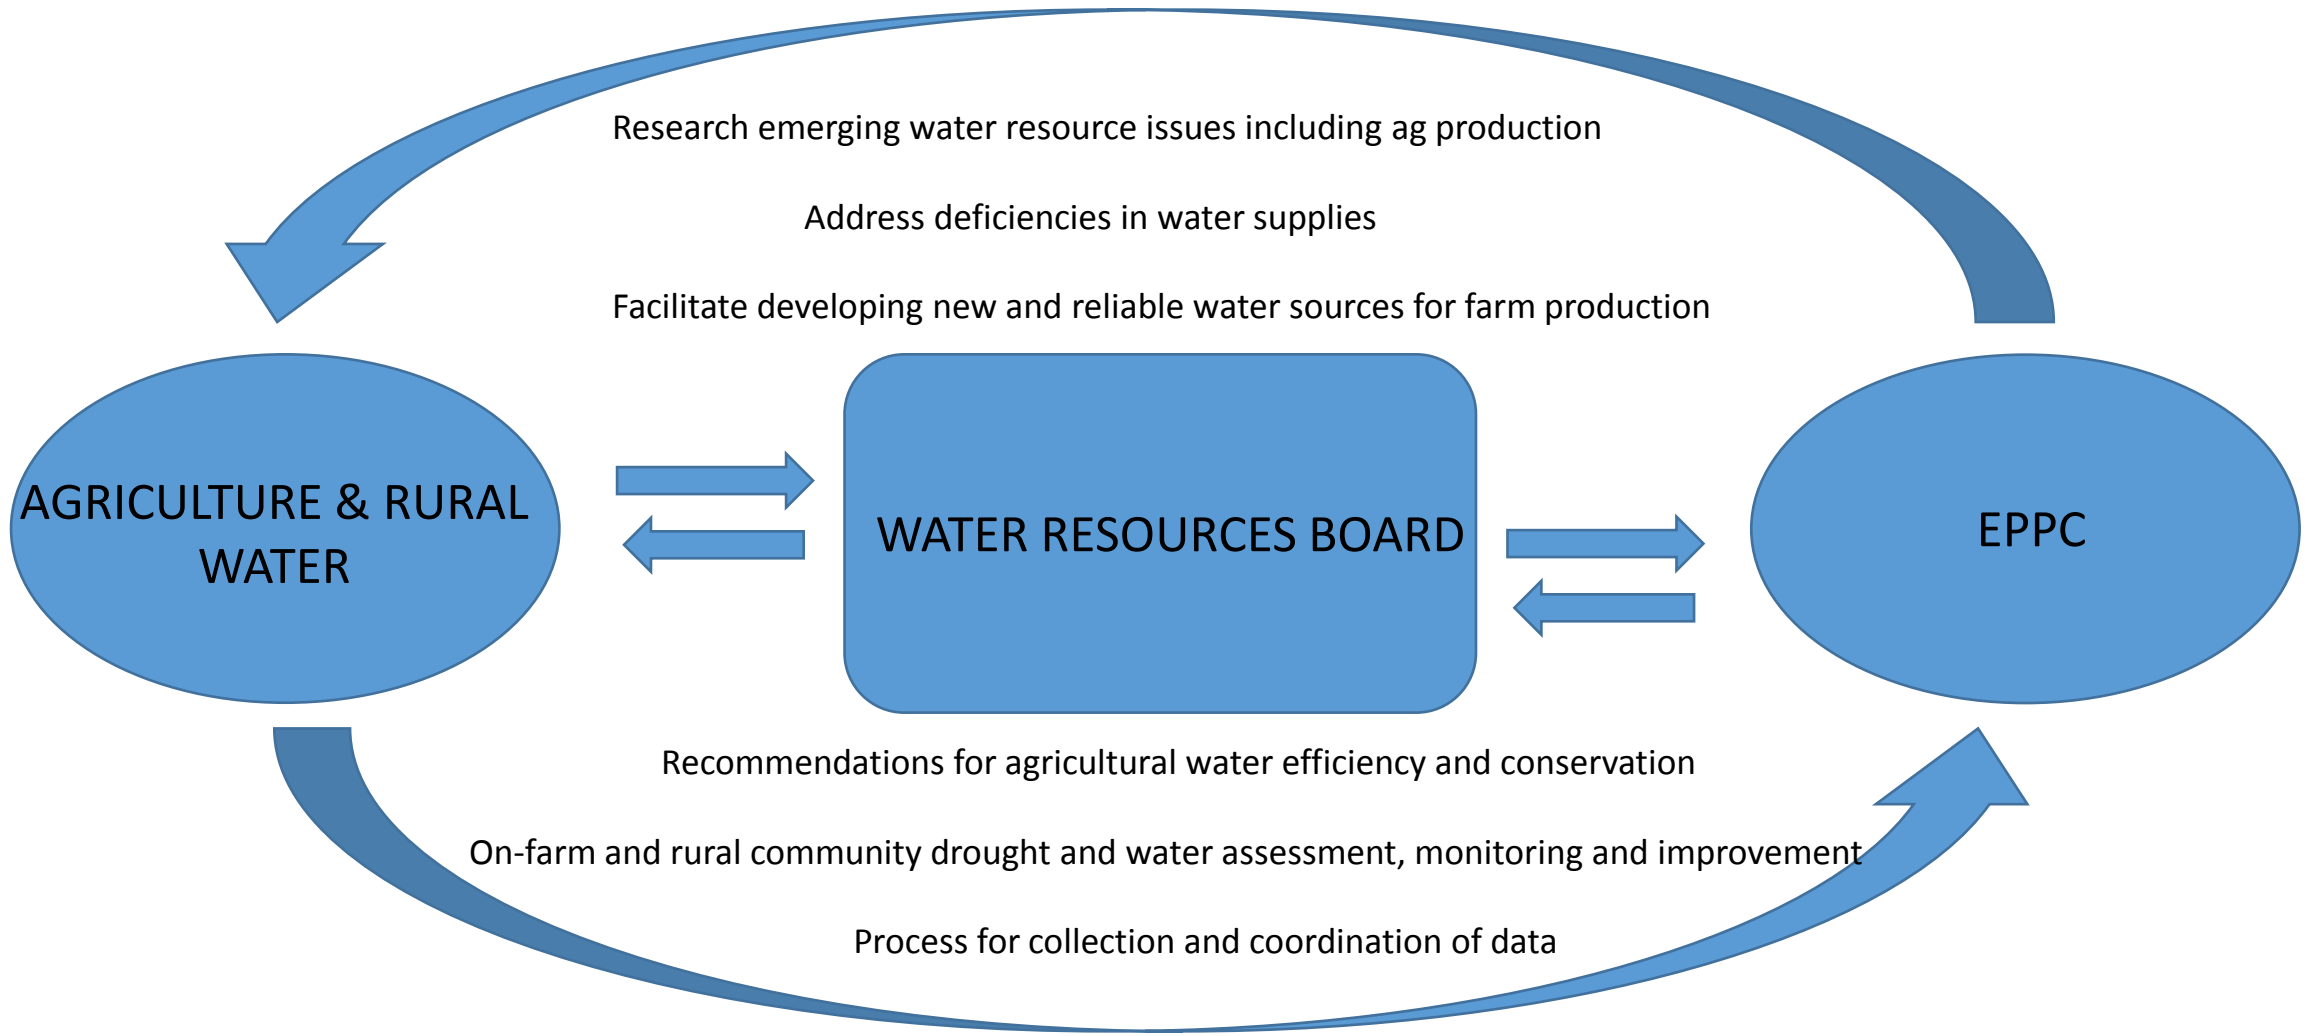 Research emerging water resource issues including ag production
Address deficiencies in water supplies
Facilitate developing new and reliable water sources for farm production
AGRICULTURE & RURAL
WATER
WATER RESOURCES BOARD
EPPC
Recommendations for agricultural water efficiency and conservation
On-farm and rural community drought and water assessment, monitoring and improvement
Process for collection and coordination of data